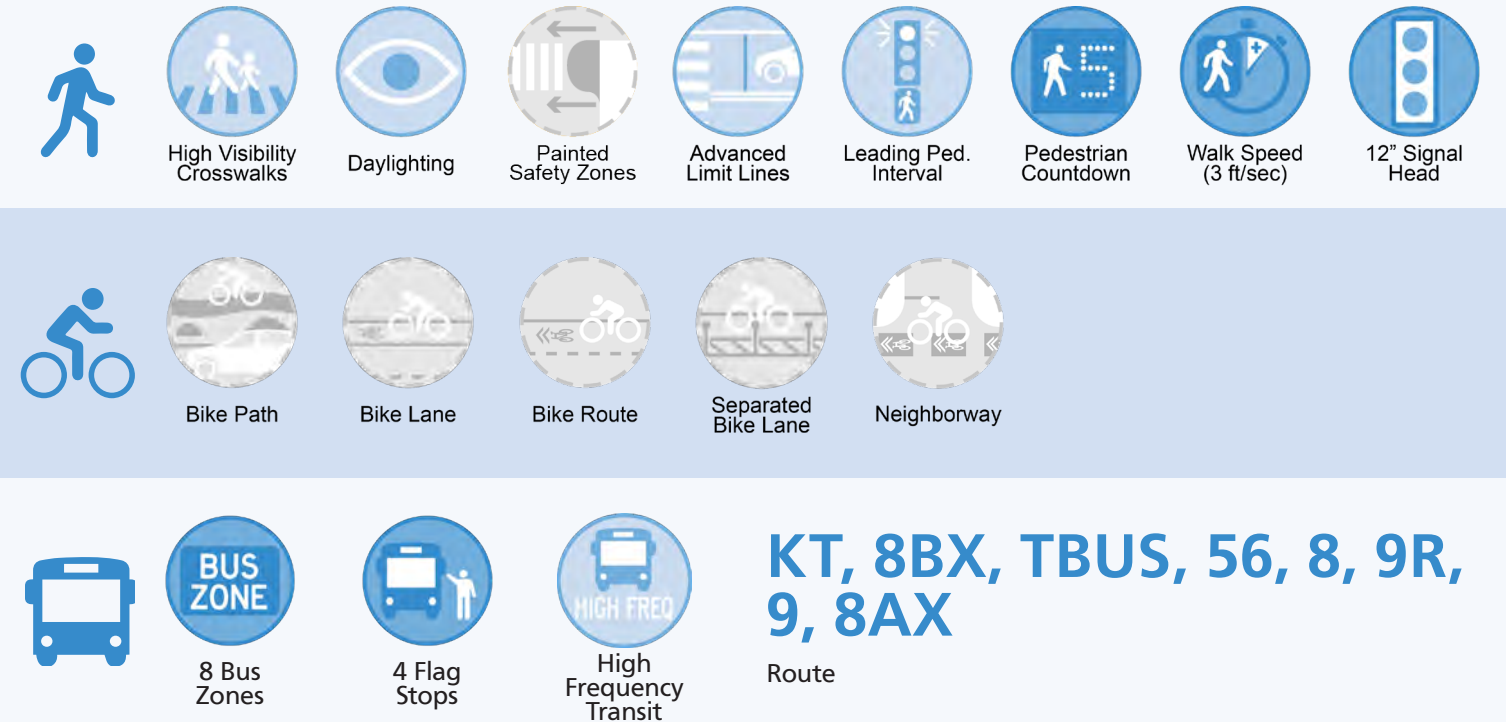 High Visibility
Crosswalks
Daylighting
Painted
Safety Zones
Advanced
Limit Lines
Leading Ped.
Interval
5
Pedestrian
Countdown
Walk Speed
(3 ft/sec)
12” Signal
Head
Bike Path
Bike Lane
Bike Route
Separated
Bike Lane
Neighborway
BUS
ZONE
8 Bus
Zones
4 Flag
Stops
HIGH FREQ
High
Frequency
Transit
KT, 8BX, TBUS, 56, 8, 9R,
9, 8AX
Route